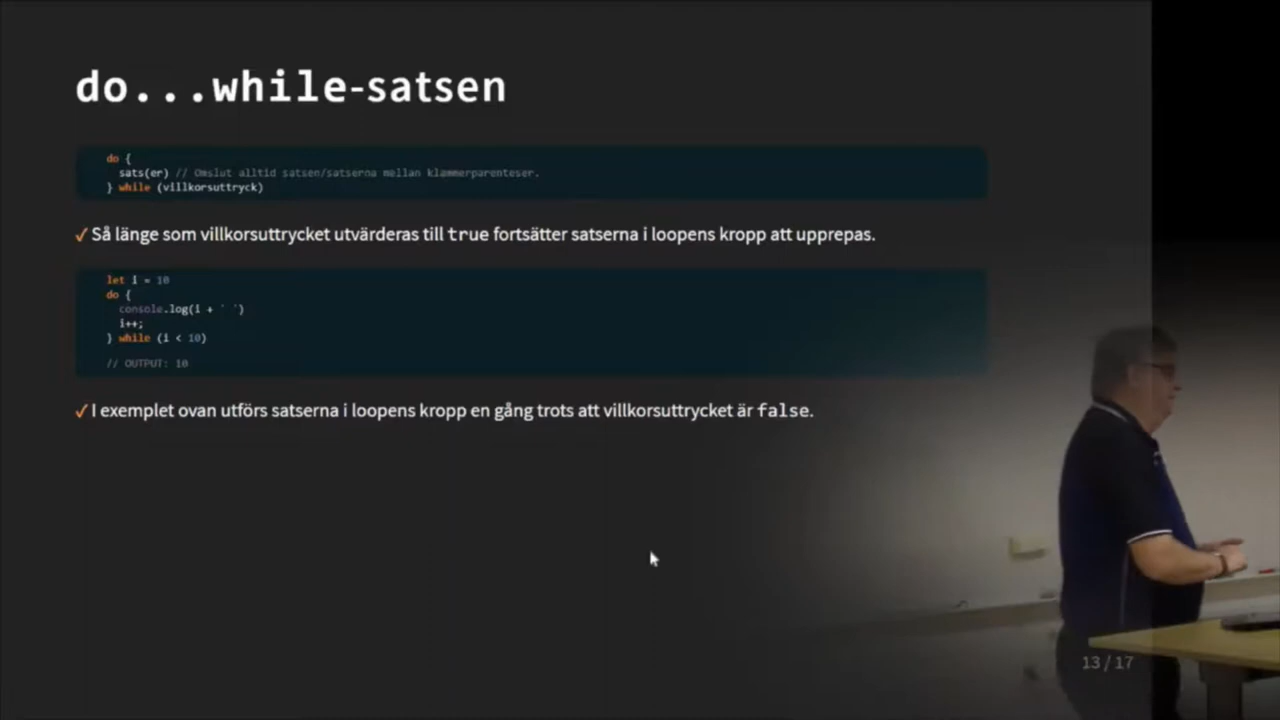 do...while-satsen
do {
sats(er) // Omslut alltid satsen/satserna mellan klammerparenteser.
} while (villkorsuttryck)
✓ Så länge som villkorsuttrycket utvärderas till true fortsätter satserna i loopens kropp att upprepas.
let i = 10
do {
console.log(i + ' ')
i++;
} while (i < 10)
// OUTPUT: 10
✓ I exemplet ovan utförs satserna i loopens kropp en gång trots att villkorsuttrycket är false.
13 / 17